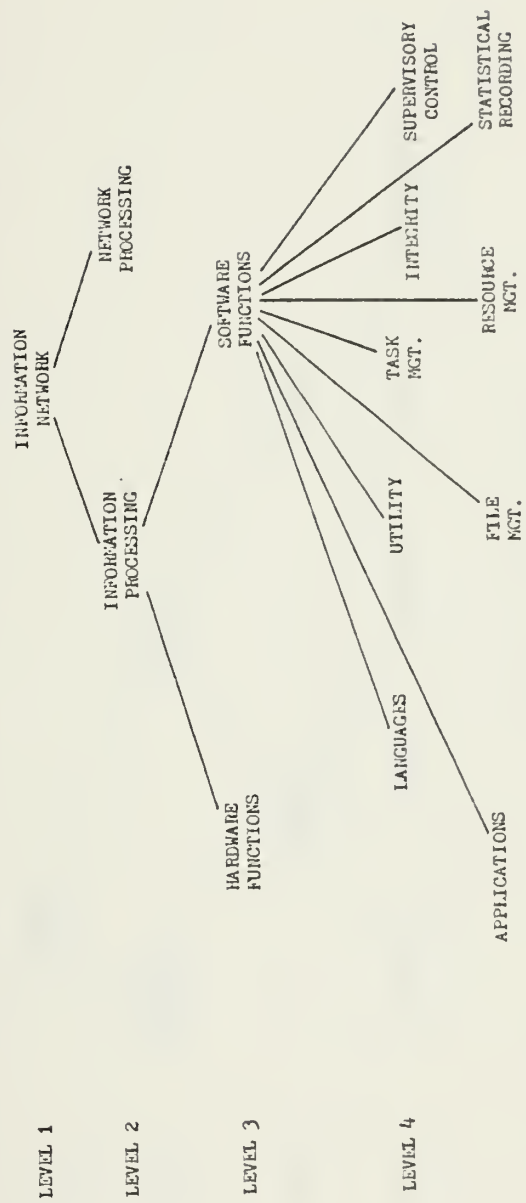 LEVEL 1
INFORMATION
NETWORK
LEVEL 2
INFORMATION
PROCESSING
NETWORK
PROCESSING
LEVEL 3
HARDWARE
FUNCTIONS
SOFTWARE
FUNCTIONS
LEVEL 4
LANGUAGES
UTILITY
TASK
MGT.
INTEGRITY
SUPERVISORY
CONTROL
APPLICATIONS
FILE
MGT.
RESOURCE
MGT.
STATISTICAL
RECORDING